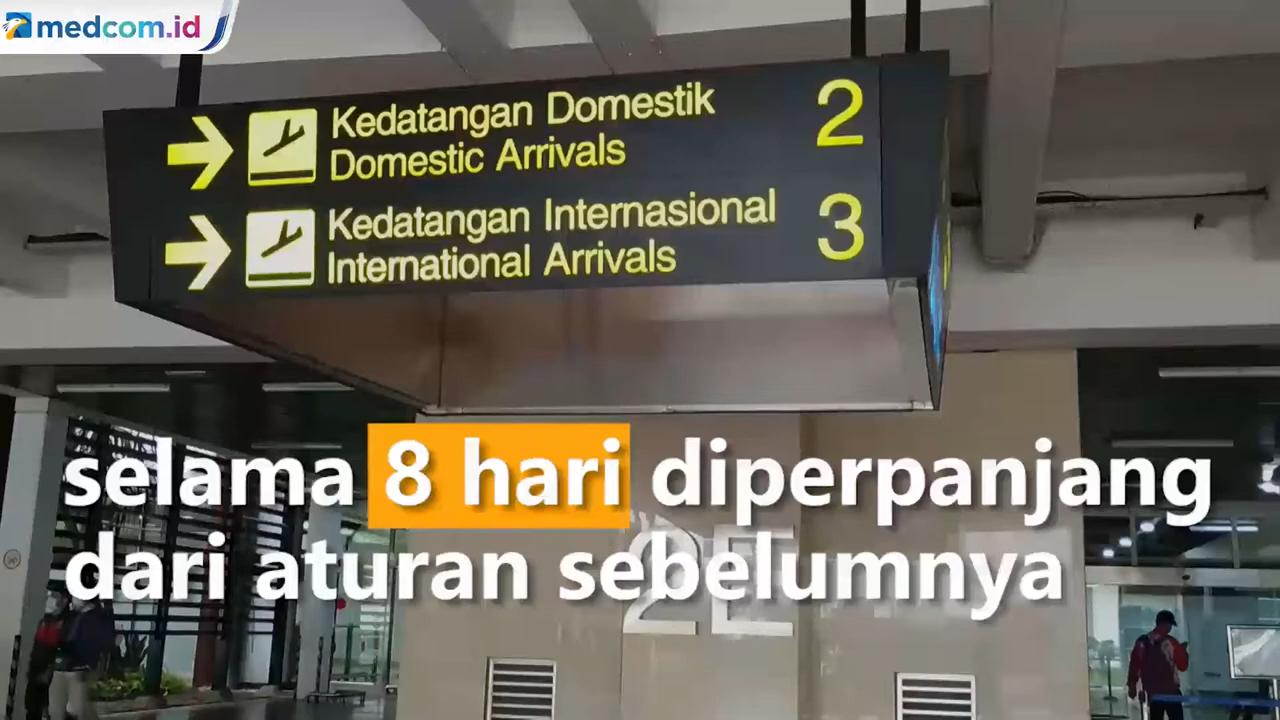 medcom.id
Kedatangan Domestik 2
Domestic Arrivals
Kedatangan Internasional 3
International Arrivals
selama 8 hari diperpanjang
dari aturan sebelumnya
2E